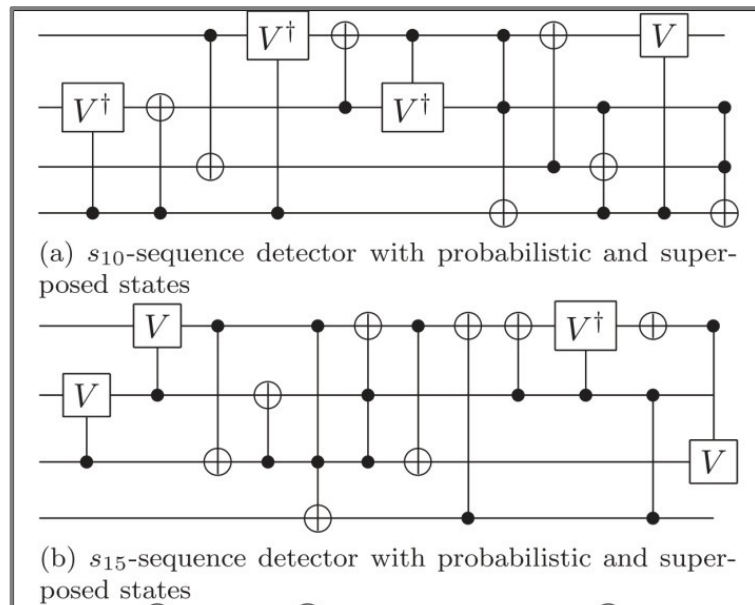 V†
V
V†
V†
(a) s₁₀-sequence detector with probabilistic and super-
posed states
V
V†
V
V
(b) s₁₅-sequence detector with probabilistic and super-
posed states